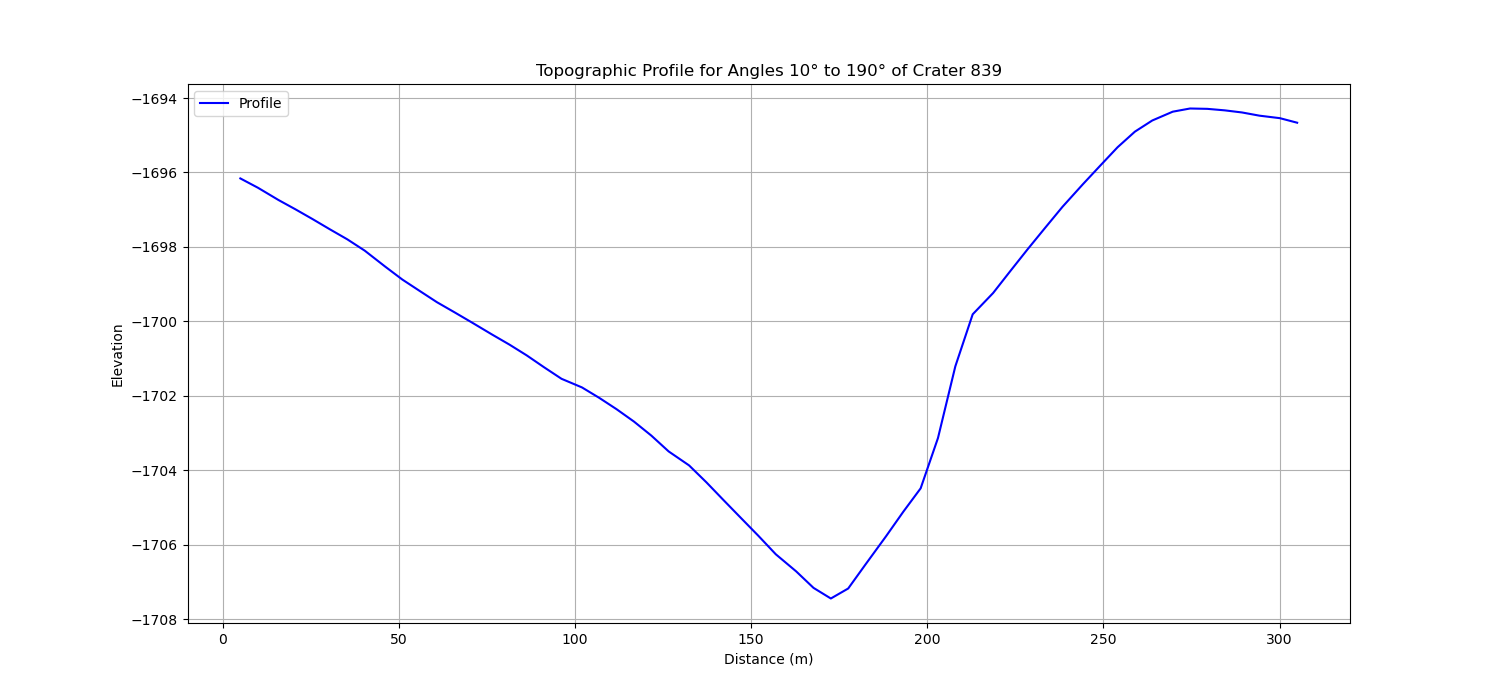 Topographic Profile for Angles 10° to 190° of Crater 839
Profile
−1694
−1696
−1698
−1700
−1702
−1704
−1706
−1708
Elevation
0 50 100 150 200 250 300
Distance (m)